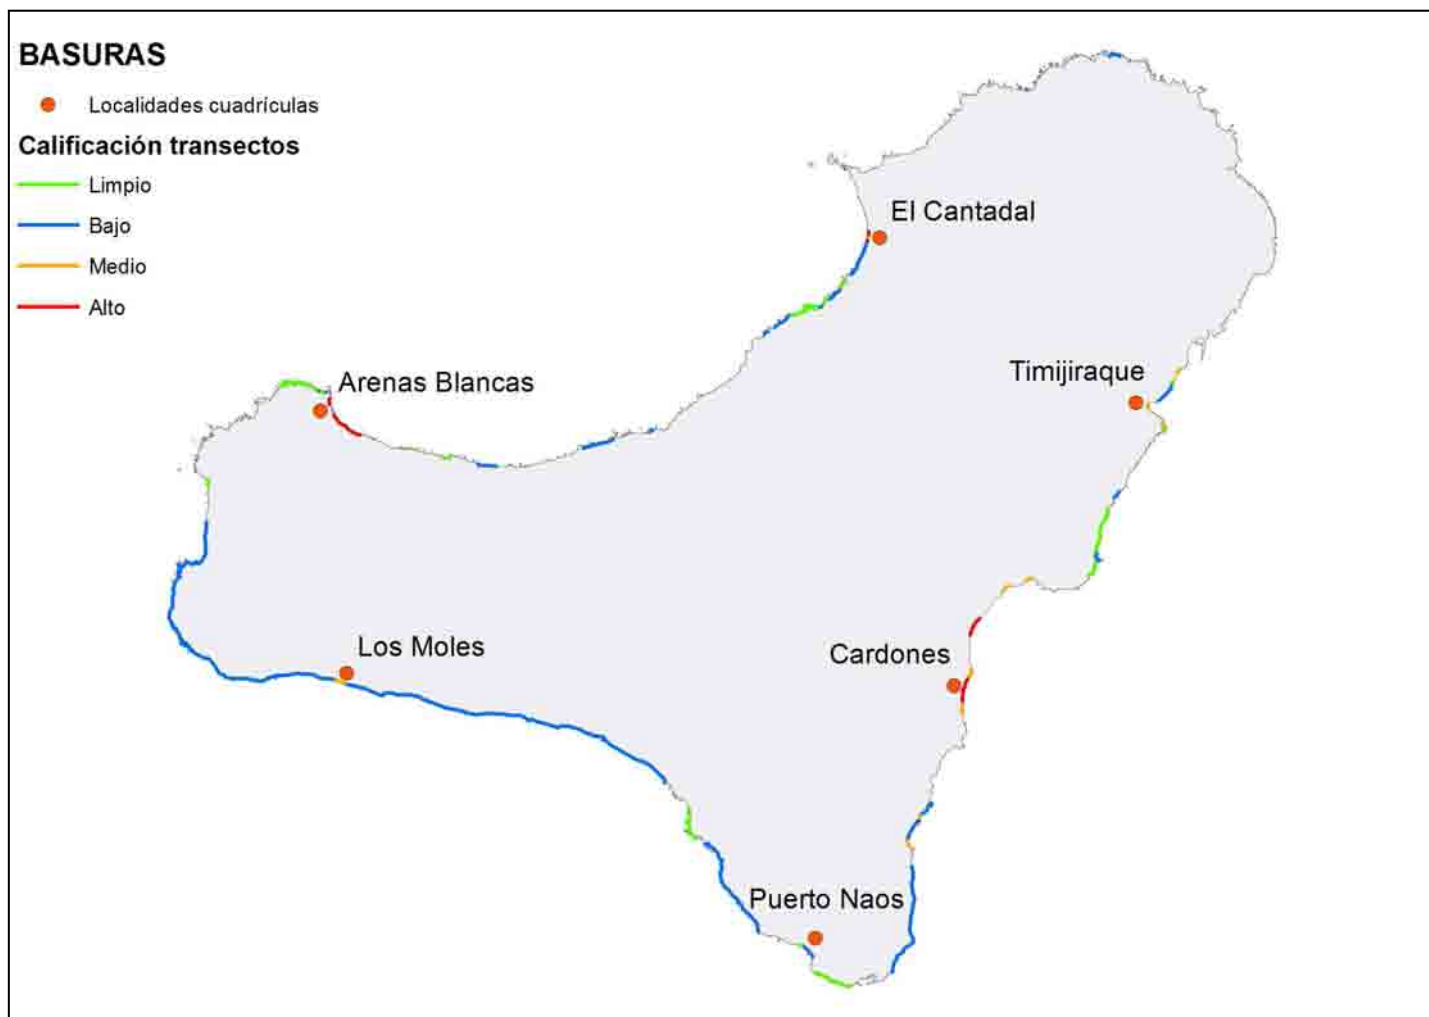 BASURAS
Localidades cuadrículas
Calificación transectos
Limpio
Bajo
Medio
Alto
El Cantadal
Timijiraque
Arenas Blancas
Los Moles
Cardones
Puerto Naos